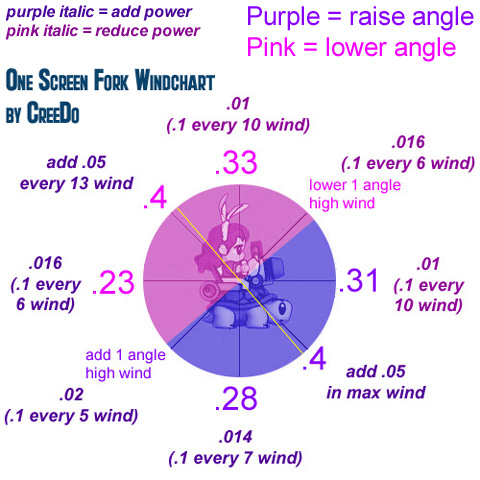 purple italic = add power
pink italic = reduce power
Purple = raise angle
Pink = lower angle
One Screen Fork Windchart
by CreeDo
.01
(.1 every 10 wind)
.016
(.1 every 6 wind)
add .05
every 13 wind
.33
lower 1 angle
high wind
.4
.016
(.1 every
6 wind)
.23
.31
.01
(.1 every
10 wind)
add 1 angle
high wind
.4
add .05
in max wind
.02
(.1 every 5 wind)
.28
.014
(.1 every 7 wind)